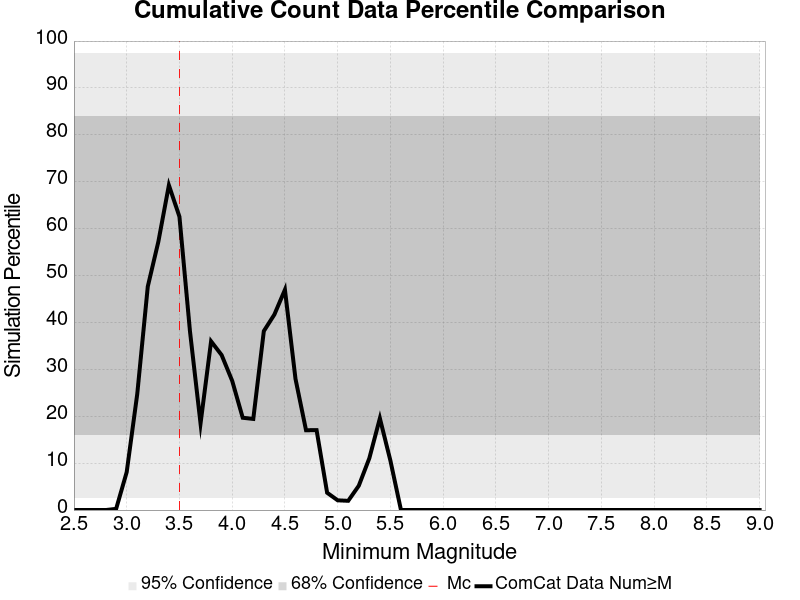 Cumulative Count Data Percentile Comparison
100
90
80
70
60
50
40
30
20
10
0
Simulation Percentile
2.5 3.0 3.5 4.0 4.5 5.0 5.5 6.0 6.5 7.0 7.5 8.0 8.5 9.0
Minimum Magnitude
95% Confidence 68% Confidence Mc ComCat Data Num≥M